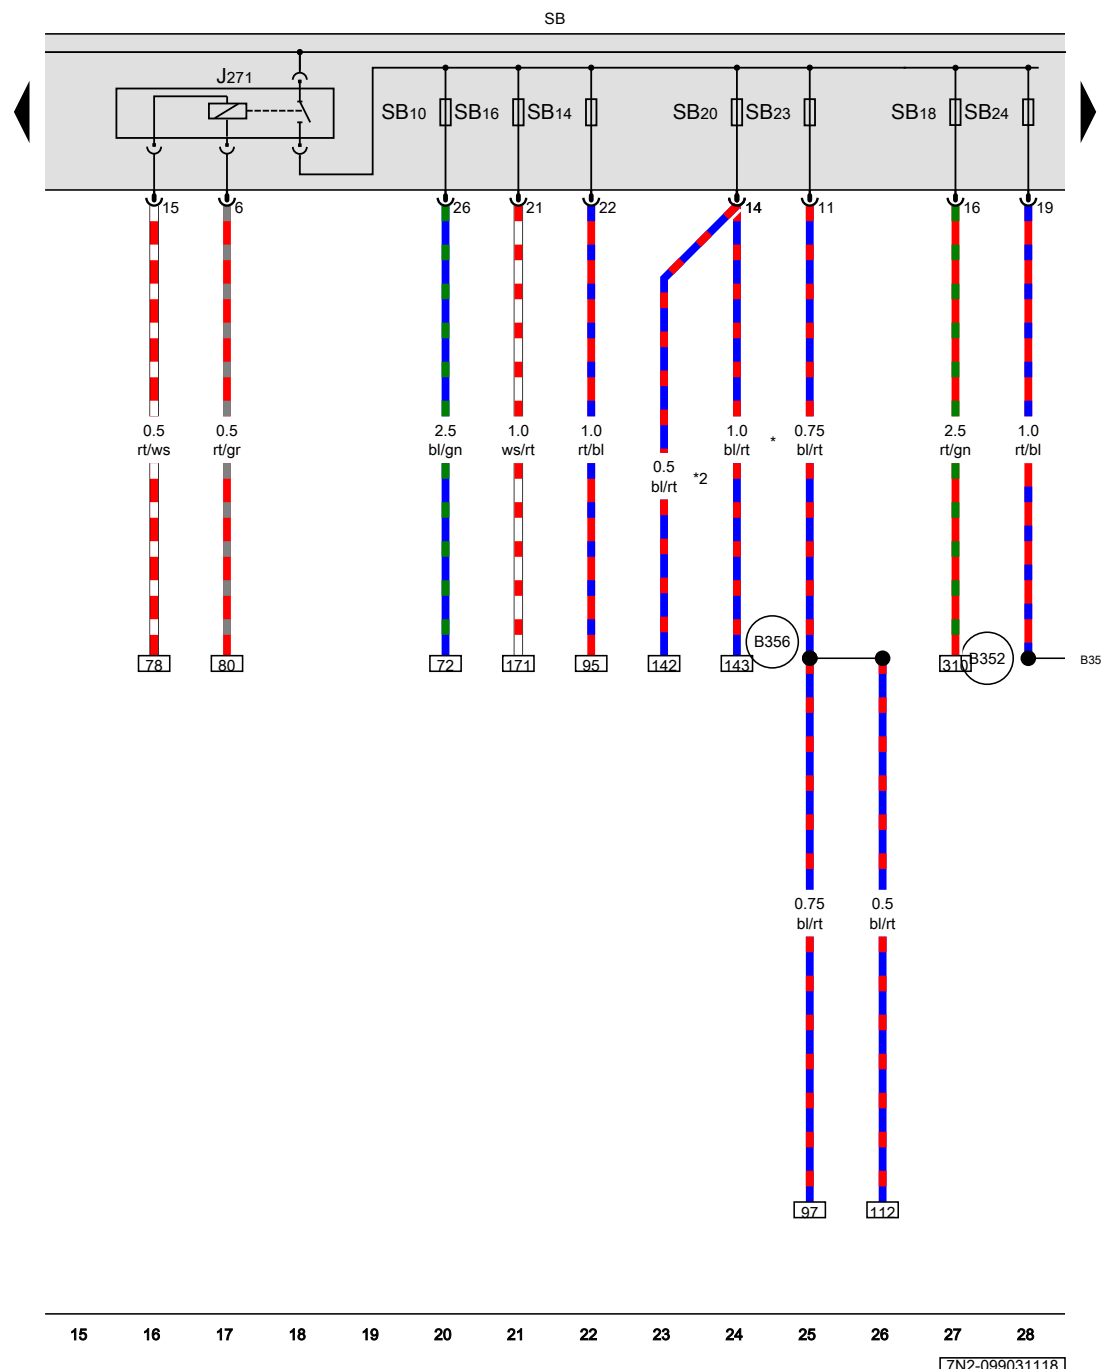 SB
J271
SB10 SB16 SB14 SB20 SB23 SB18 SB24
15 6 26 21 22 14 11 16 19
0.5 0.5 2.5 1.0 1.0 1.0 0.75 2.5 1.0
rt/ws rt/gr bl/gn ws/rt rt/bl bl/rt * bl/rt rt/gn rt/bl
0.5
bl/rt *2
B356
B352
78 80 72 171 95 142 143 310
B35
0.75 0.5
bl/rt bl/rt
97 112
15 16 17 18 19 20 21 22 23 24 25 26 27 28
7N2-099031118